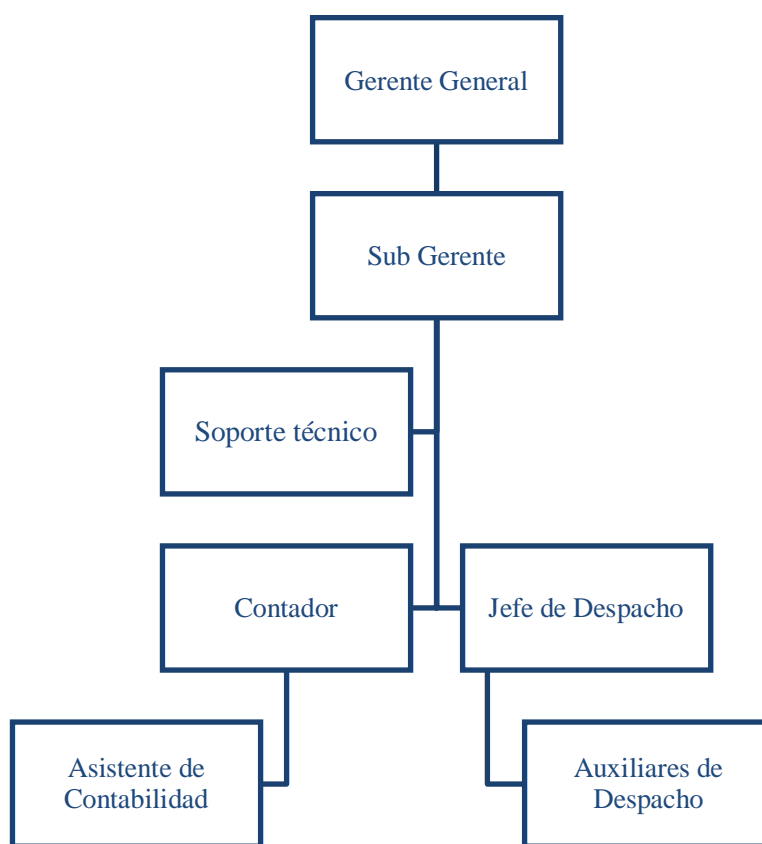 Gerente General
Sub Gerente
Soporte técnico
Contador
Jefe de Despacho
Asistente de
Contabilidad
Auxiliares de
Despacho